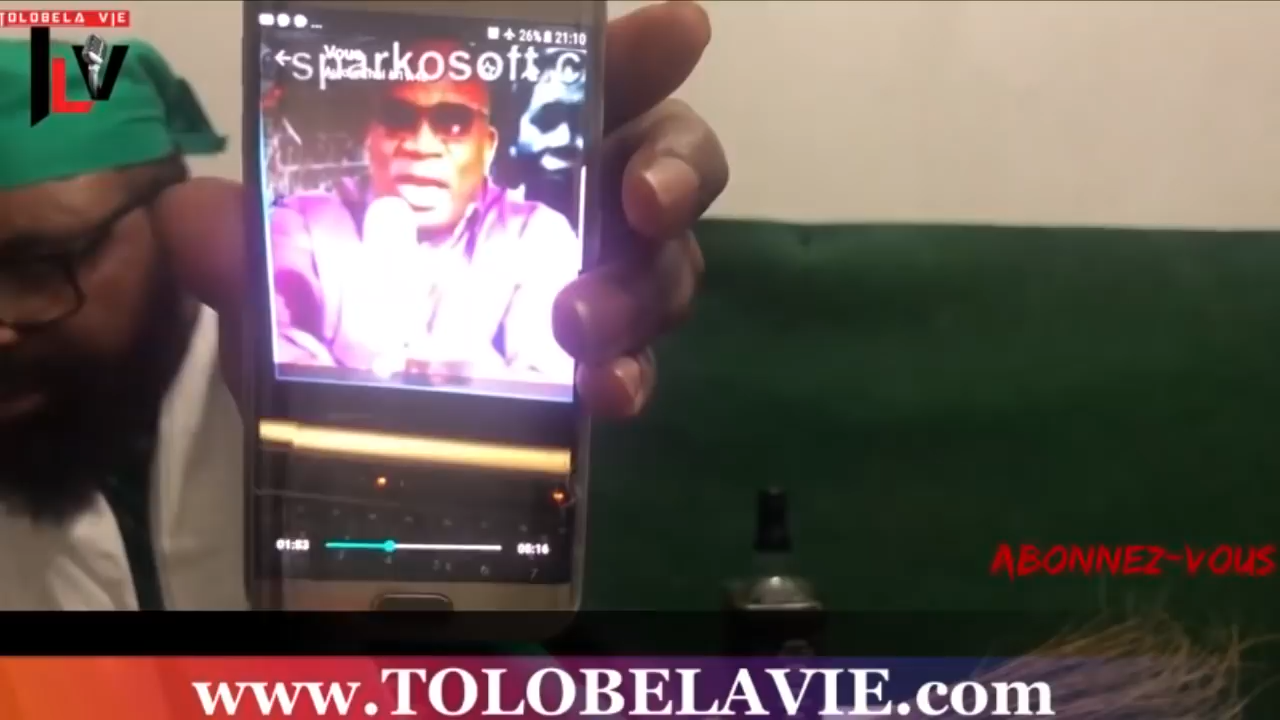 TOLOBELA VIE
LV
26% 21:10
Vous
sparkosoft.c
01:53
08:16
ABONNEZ-VOUS
www.TOLOBELAVIE.com